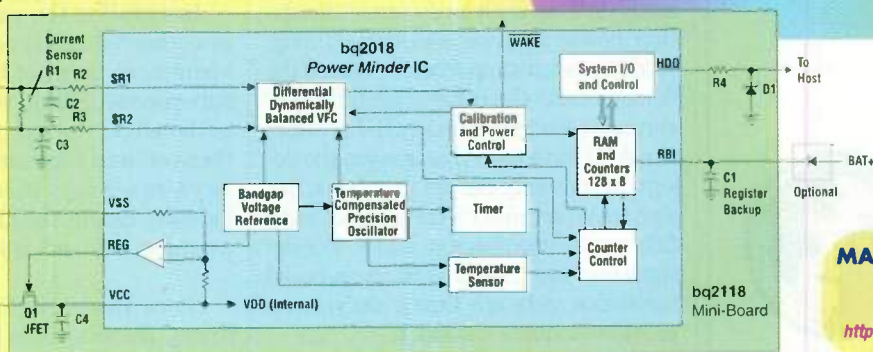 Current
Sensor
R1
R2
C2
R3
C3
SR1
SR2
VSS
REG
VCC
Q1
JFET
C4
bq2018
Power Minder IC
Differential
Dynamically
Balanced VFC
Bandgap
Voltage
Reference
Temperature
Compensated
Precision
Oscillator
VDD (Internal)
WAKE
Calibration
and Power
Control
Timer
Temperature
Sensor
System I/O
and Control
RAM
and
Counters
128 x 8
Counter
Control
HDQ
R4
D1
To
Host
RBI
C1
Register
Backup
Optional
BAT+
bq2118
Mini-Board
MA
http